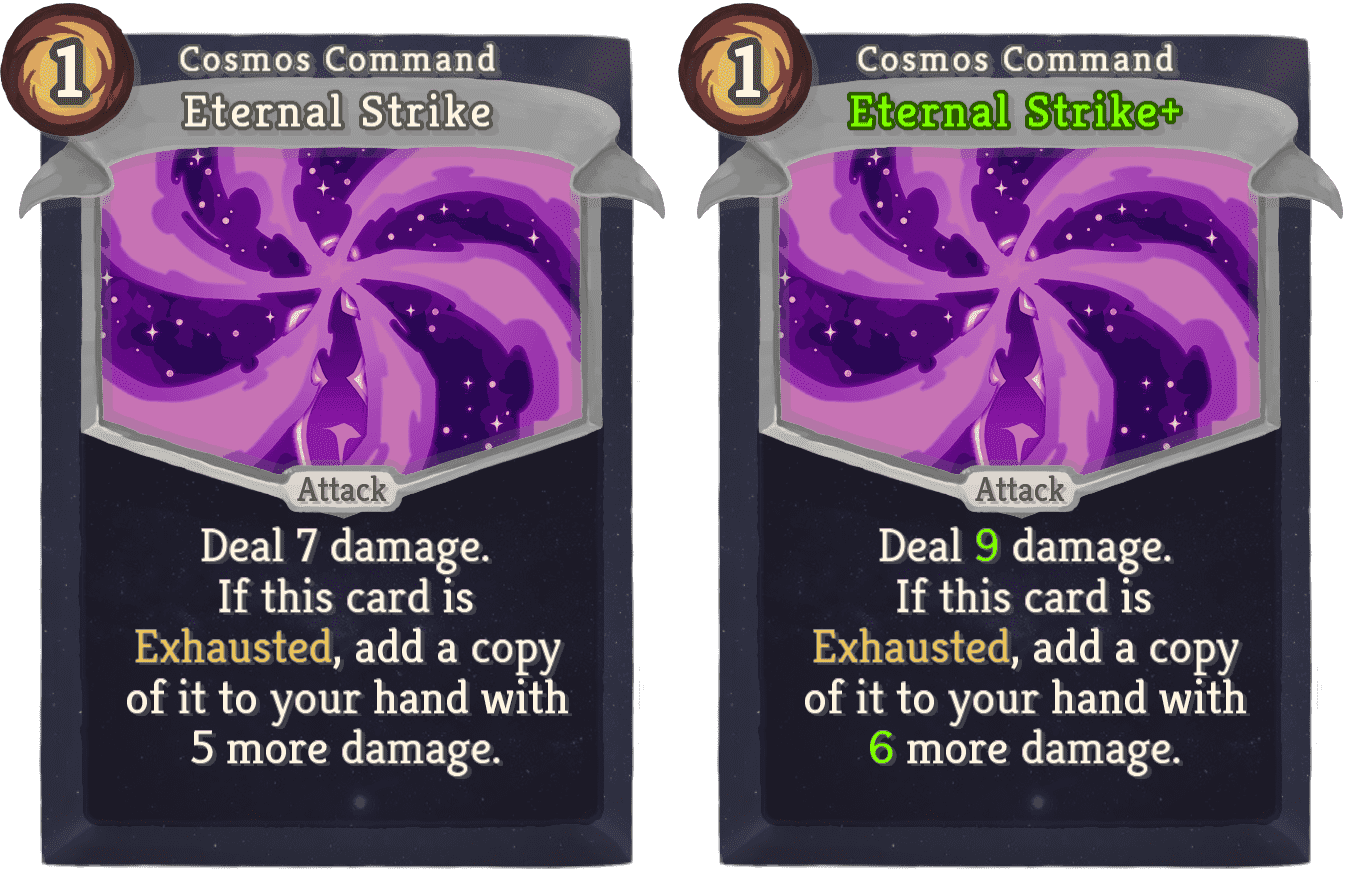 1
Cosmos Command
Eternal Strike
Attack
Deal 7 damage.
If this card is
Exhausted, add a copy
of it to your hand with
5 more damage.
1
Cosmos Command
Eternal Strike+
Attack
Deal 9 damage.
If this card is
Exhausted, add a copy
of it to your hand with
6 more damage.